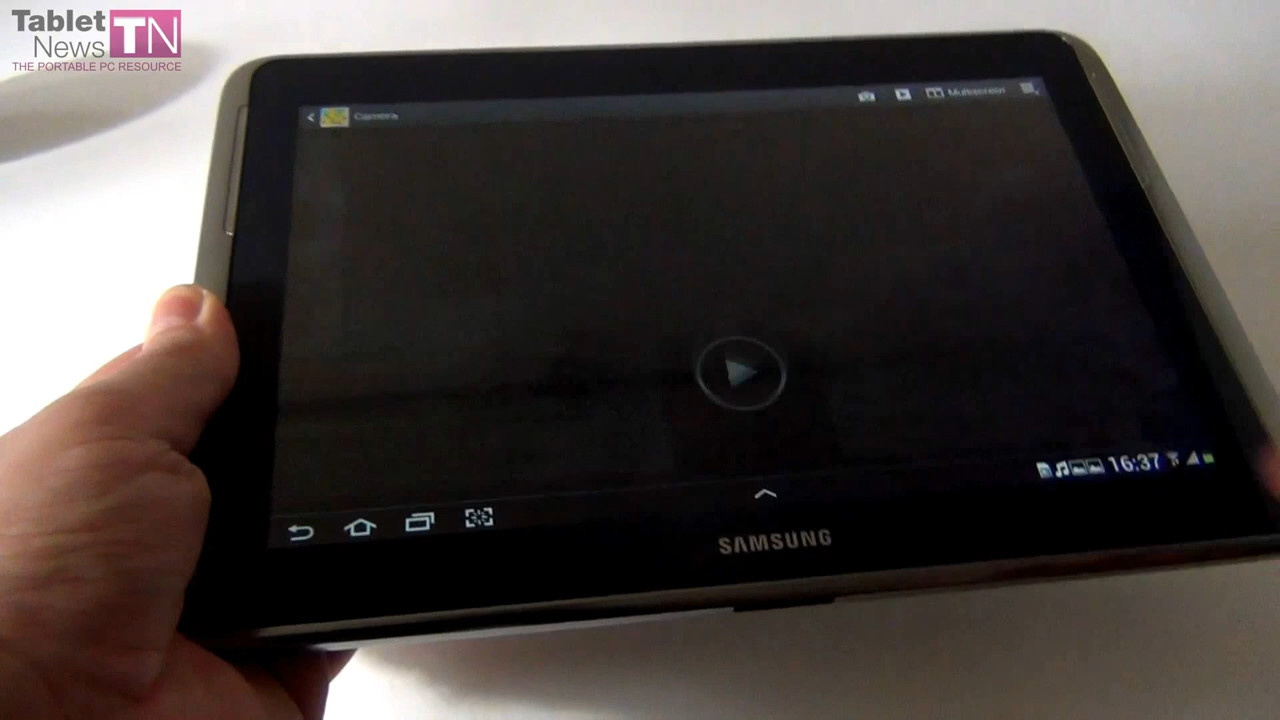 Tablet
News TN
THE PORTABLE PC RESOURCE
Camera
Multiscreen
16:37
SAMSUNG